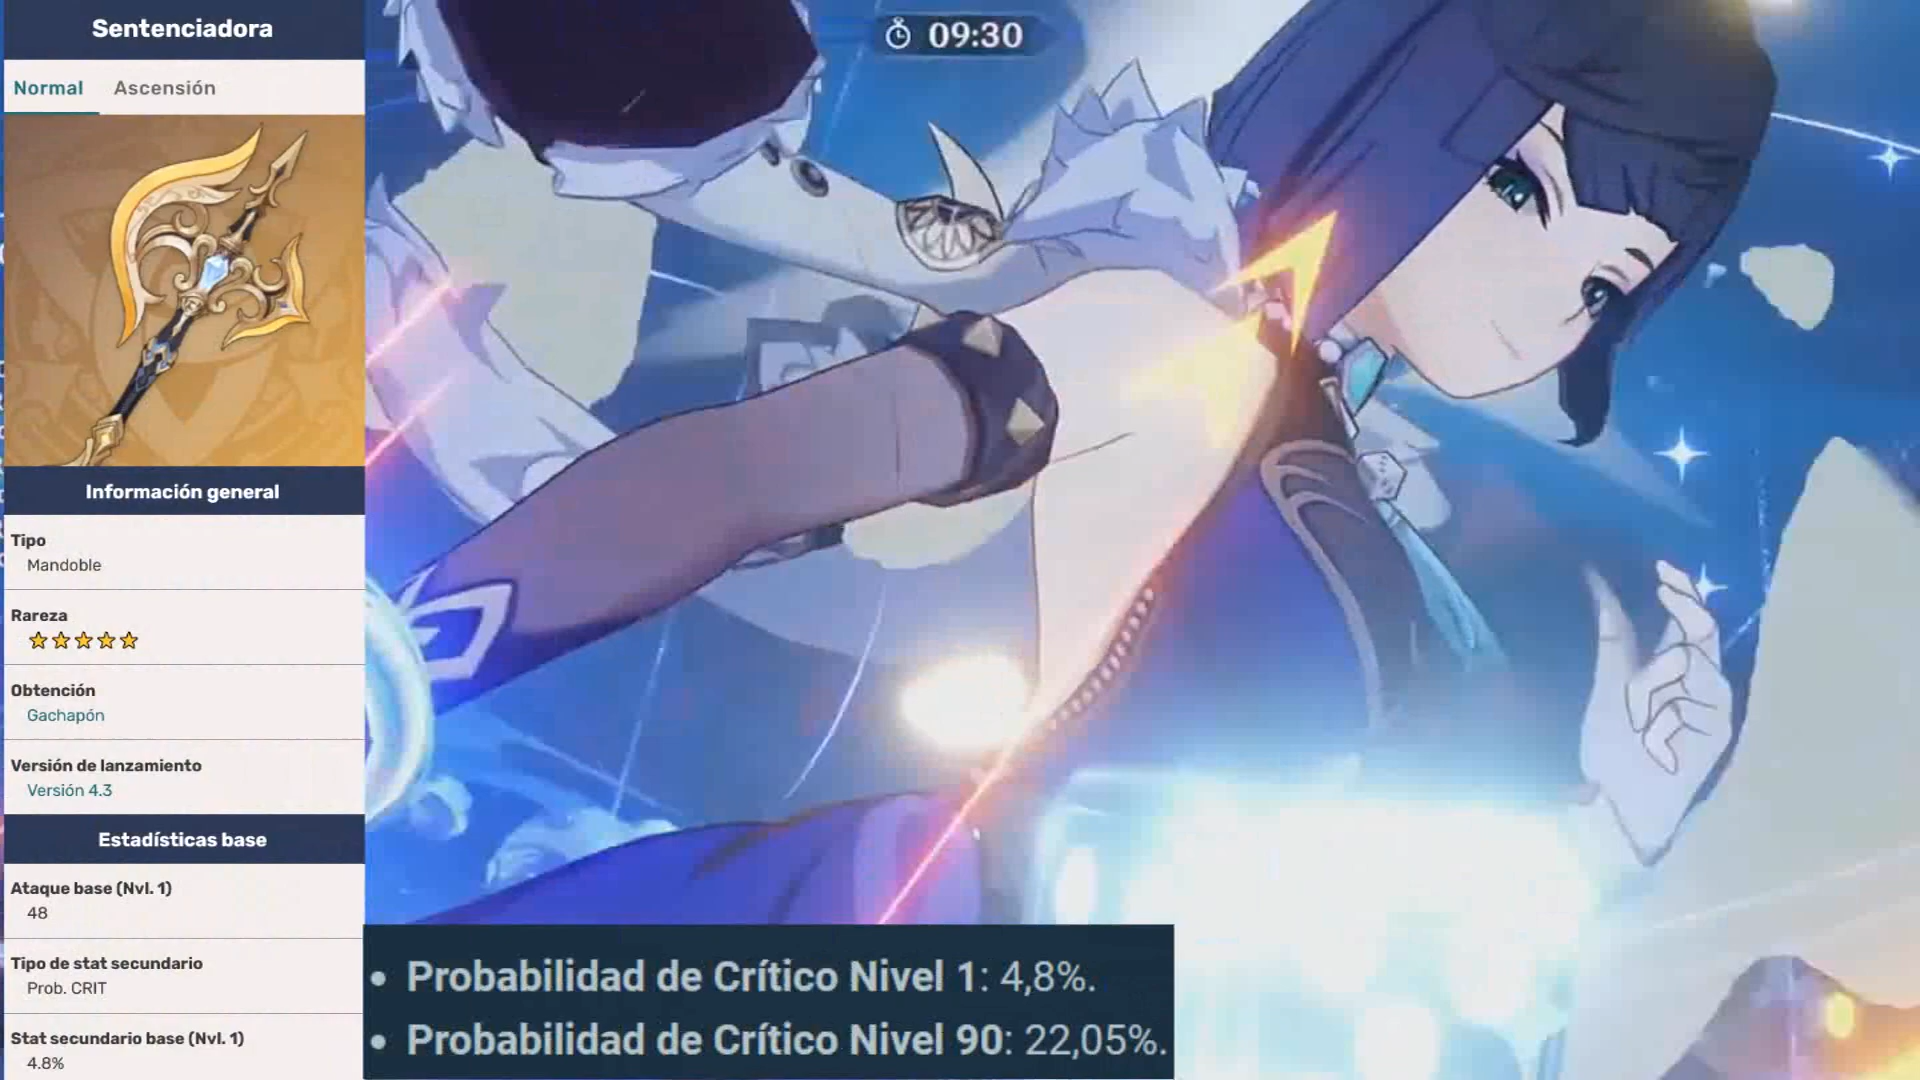 Sentenciadora
Normal Ascensión
Información general
Tipo
Mandoble
Rareza
Obtención
Gachapón
Versión de lanzamiento
Versión 4.3
Estadísticas base
Ataque base (Nvl. 1)
48
Tipo de stat secundario
Prob. CRIT
Stat secundario base (Nvl. 1)
4.8%
09:30
• Probabilidad de Crítico Nivel 1: 4,8%.
• Probabilidad de Crítico Nivel 90: 22,05%.